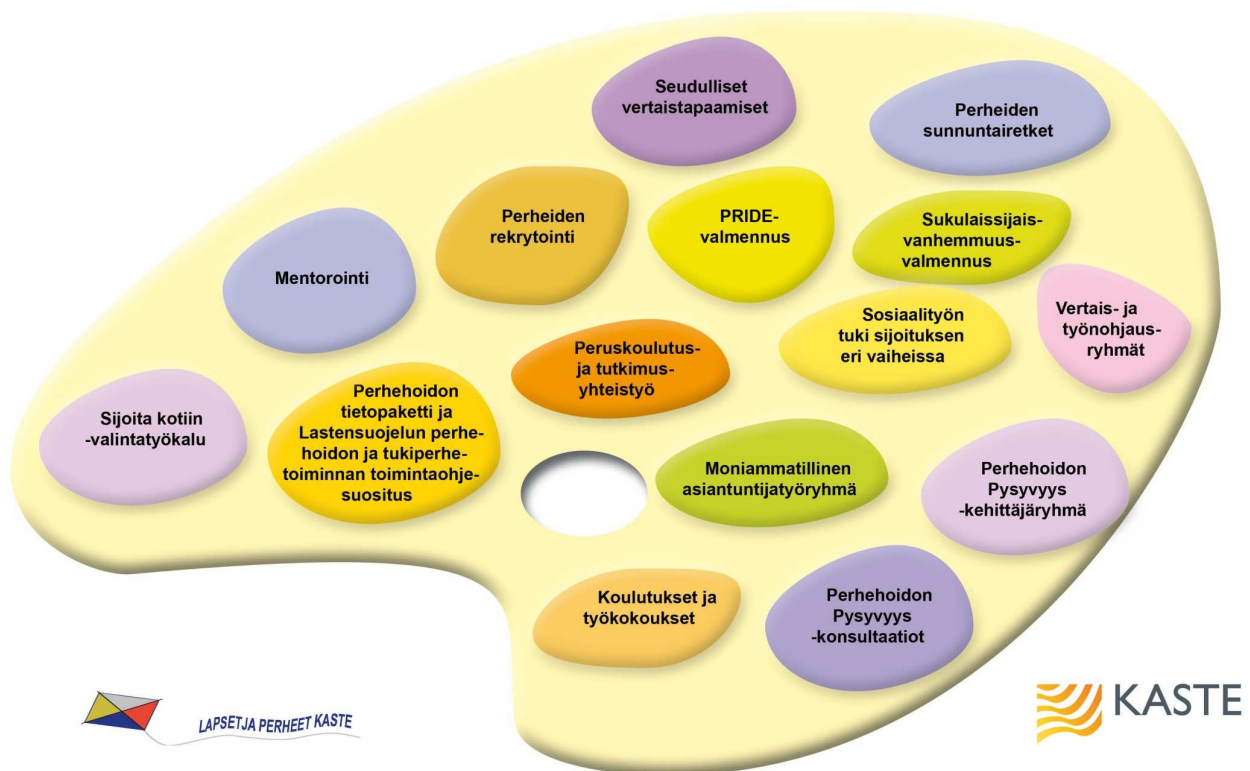 Seudulliset
vertaistapaamiset
Perheiden
sunnuntairetket
Perheiden
rekrytointi
PRIDE-
valmennus
Sukulaissijais-
vanhemmuus-
valmennus
Mentorointi
Sosiaalityön
tuki sijoituksen
eri vaiheissa
Vertais- ja
työnohjaus-
ryhmät
Peruskoulutus-
ja tutkimus-
yhteistyö
Sijoita kotiin
-valintatyökalu
Perhehoidon
tietopaketti ja
Lastensuojelun perhe-
hoidon ja tukiperhe-
toiminnan toimintaohje-
suositus
Moniammatillinen
asiantuntijatyöryhmä
Perhehoidon
Pysyvyys
-kehittäjäryhmä
Koulutukset ja
työkokoukset
Perhehoidon
Pysyvyys
-konsultaatiot
LAPSET JA PERHEET KASTE
KASTE